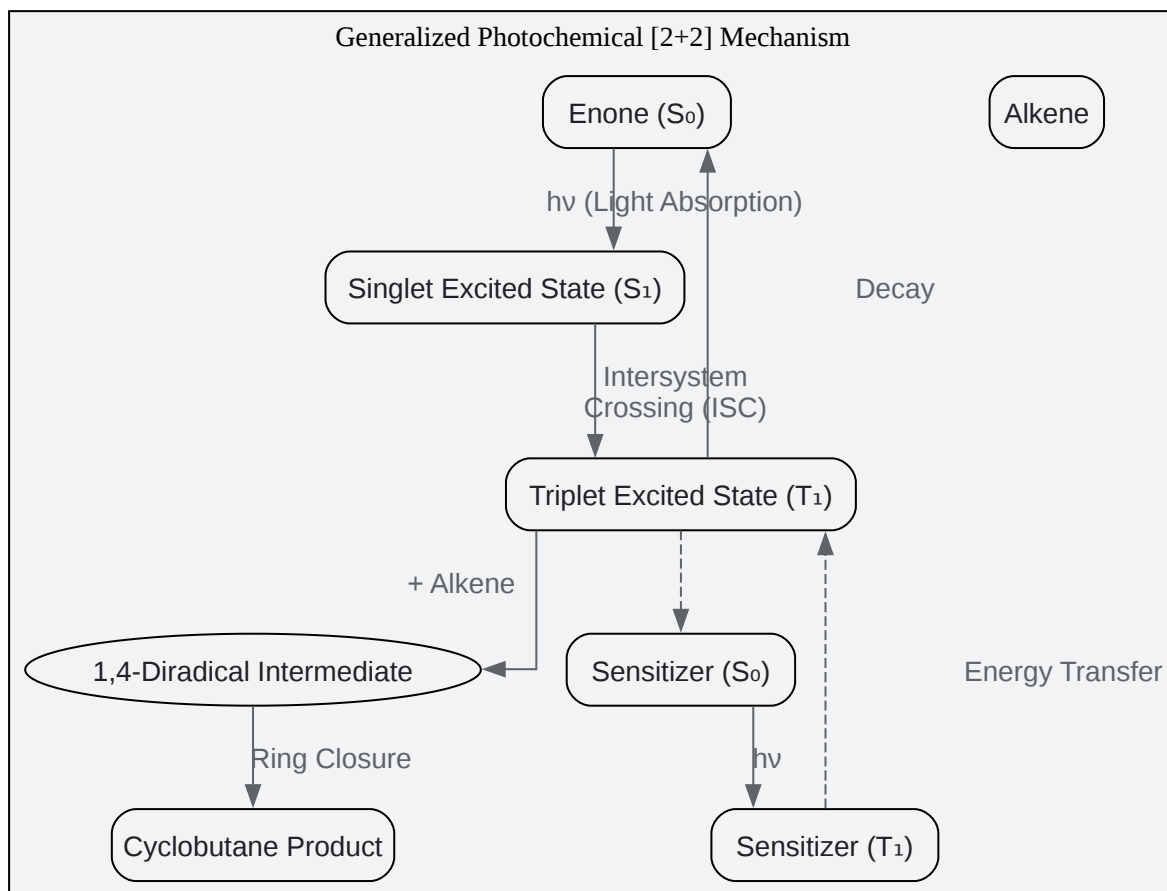 Generalized Photochemical [2+2] Mechanism
Enone (S₀)
Alkene
hν (Light Absorption)
Singlet Excited State (S₁)
Decay
Intersystem
Crossing (ISC)
Triplet Excited State (T₁)
+ Alkene
1,4-Diradical Intermediate
Sensitizer (S₀)
Energy Transfer
Ring Closure
hν
Cyclobutane Product
Sensitizer (T₁)